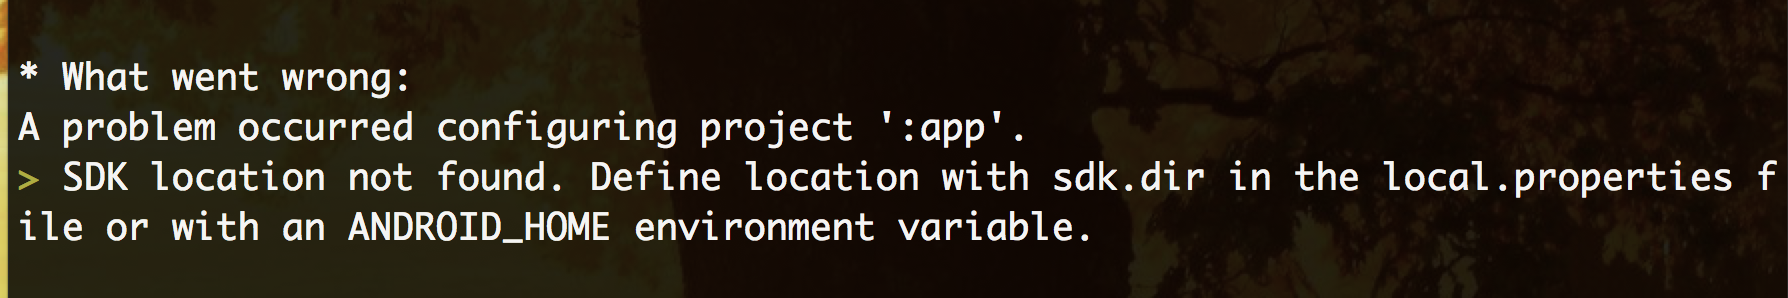 * What went wrong:
A problem occurred configuring project ':app'.
> SDK location not found. Define location with sdk.dir in the local.properties f
ile or with an ANDROID_HOME environment variable.